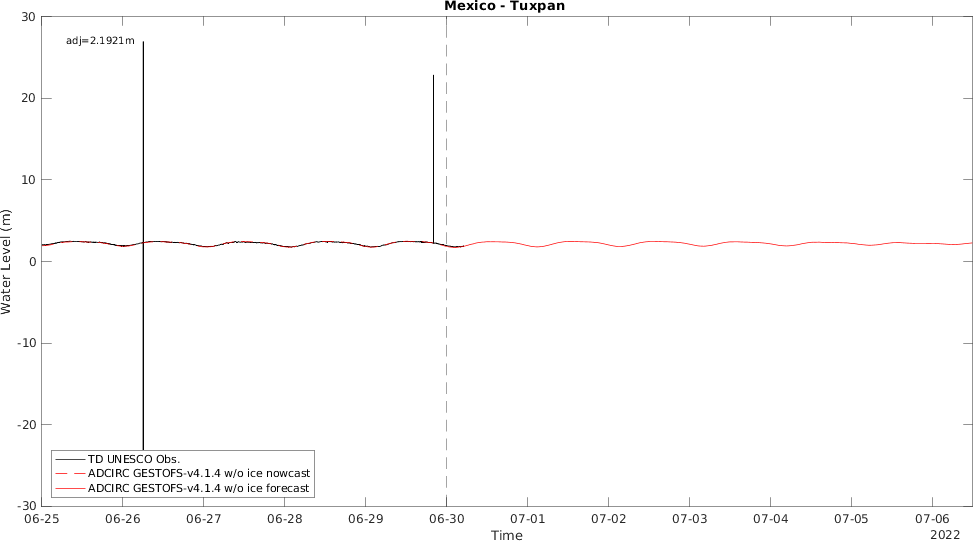 Mexico - Tuxpan
30
adj=2.1921m
20
10
0
-10
-20
-30
Water Level (m)
TD UNESCO Obs.
ADCIRC GESTOFS-v4.1.4 w/o ice nowcast
ADCIRC GESTOFS-v4.1.4 w/o ice forecast
06-25 06-26 06-27 06-28 06-29 06-30 07-01 07-02 07-03 07-04 07-05 07-06
Time
2022